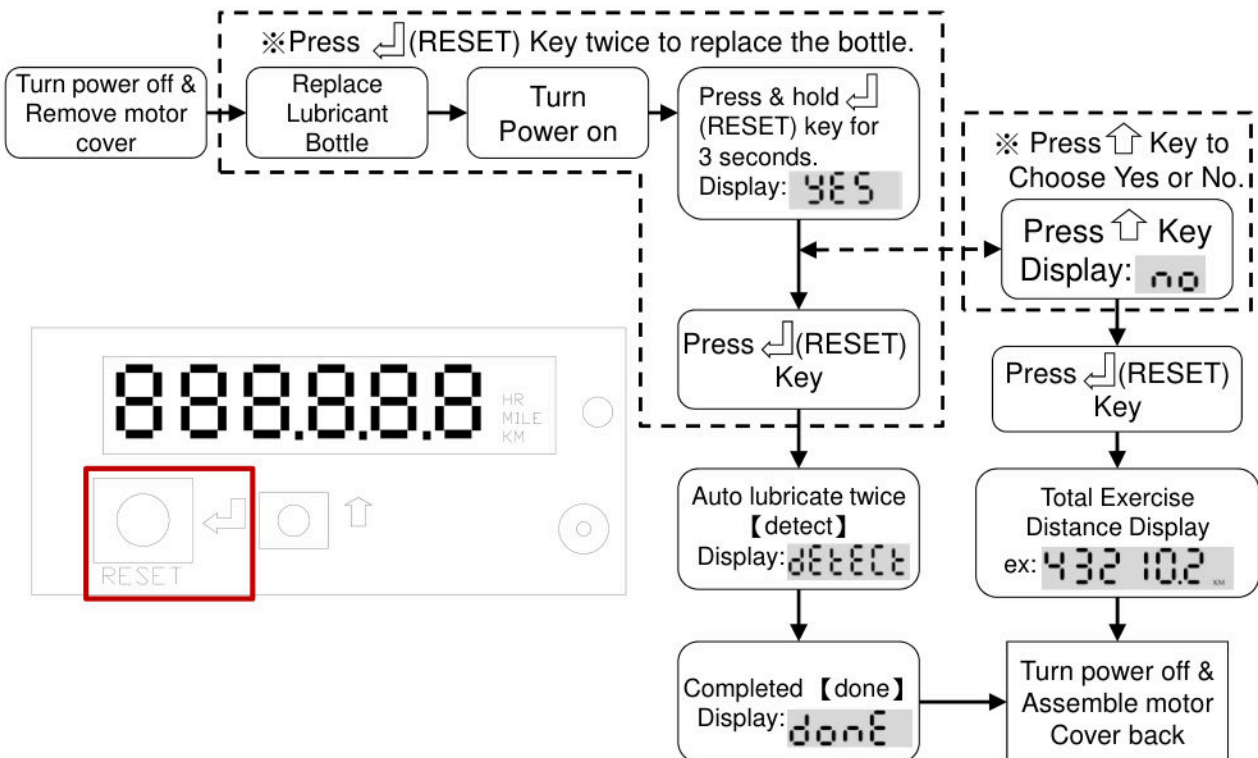 ※Press (RESET) Key twice to replace the bottle.
Turn power off &
Remove motor
cover
Replace
Lubricant
Bottle
Turn
Power on
Press & hold
(RESET) key for
3 seconds.
Display: YES
※ Press ⇧ Key to
Choose Yes or No.
Press ⇧ Key
Display: no
Press (RESET)
Key
Press (RESET)
Key
888.8.8.8
HR
MILE
KM
RESET
Auto lubricate twice
【detect】
Display: dEtECt
Total Exercise
Distance Display
ex: 43210.2 KM
Completed 【done】
Display: donE
Turn power off &
Assemble motor
Cover back